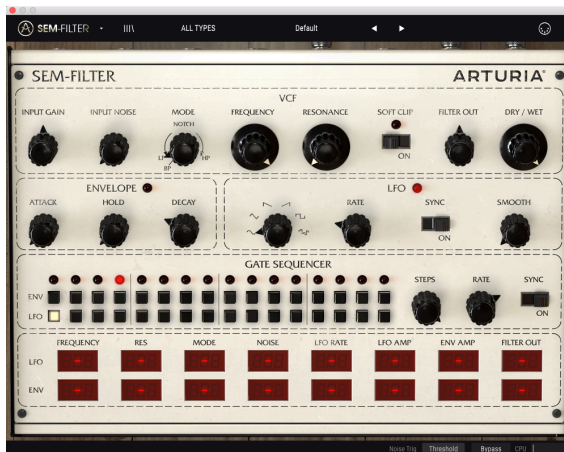 SEM-FILTER ALL TYPES Default
SEM-FILTER ARTURIA
VCF
INPUT GAIN INPUT NOISE MODE FREQUENCY RESONANCE SOFT CLIP FILTER OUT DRY / WET
NOTCH
LP HP
BP
ON
ENVELOPE LFO
ATTACK HOLD DECAY RATE SYNC SMOOTH
ON
GATE SEQUENCER
STEPS RATE SYNC
ENV
LFO
ON
FREQUENCY RES MODE NOISE LFO RATE LFO AMP ENV AMP FILTER OUT
LFO
ENV
Noise Trig Threshold Bypass CPU